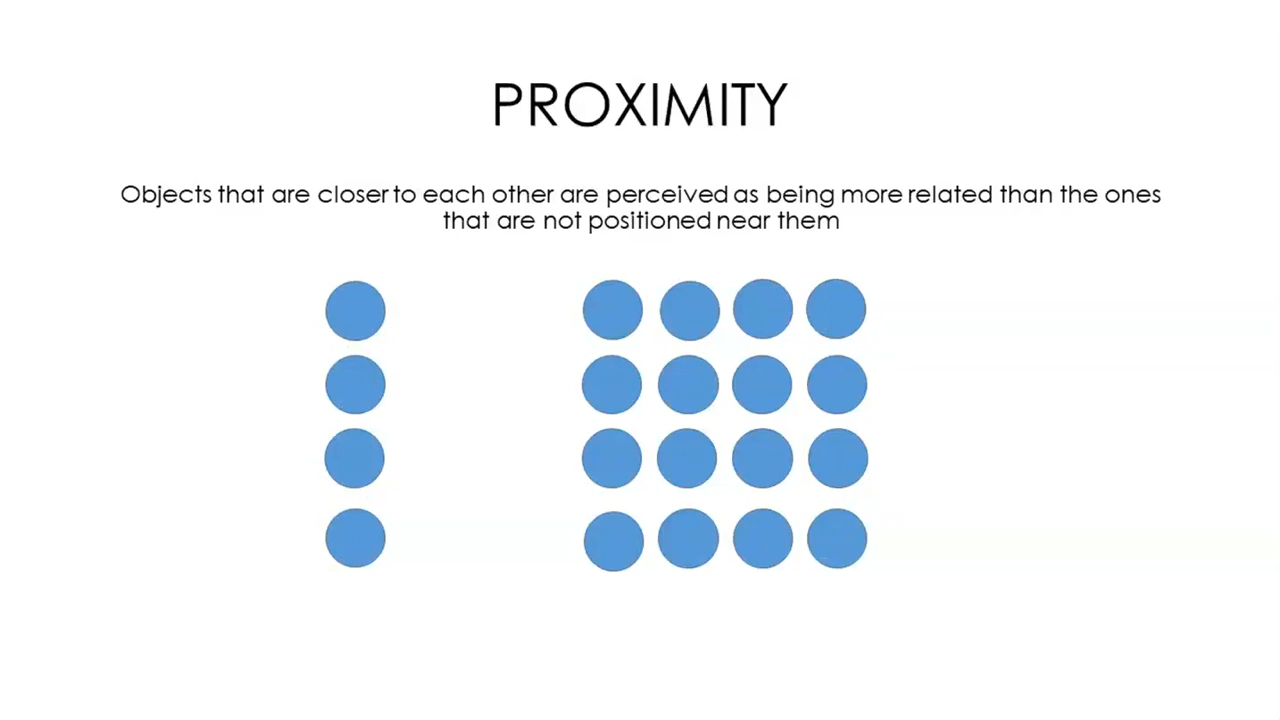 PROXIMITY
Objects that are closer to each other are perceived as being more related than the ones
that are not positioned near them